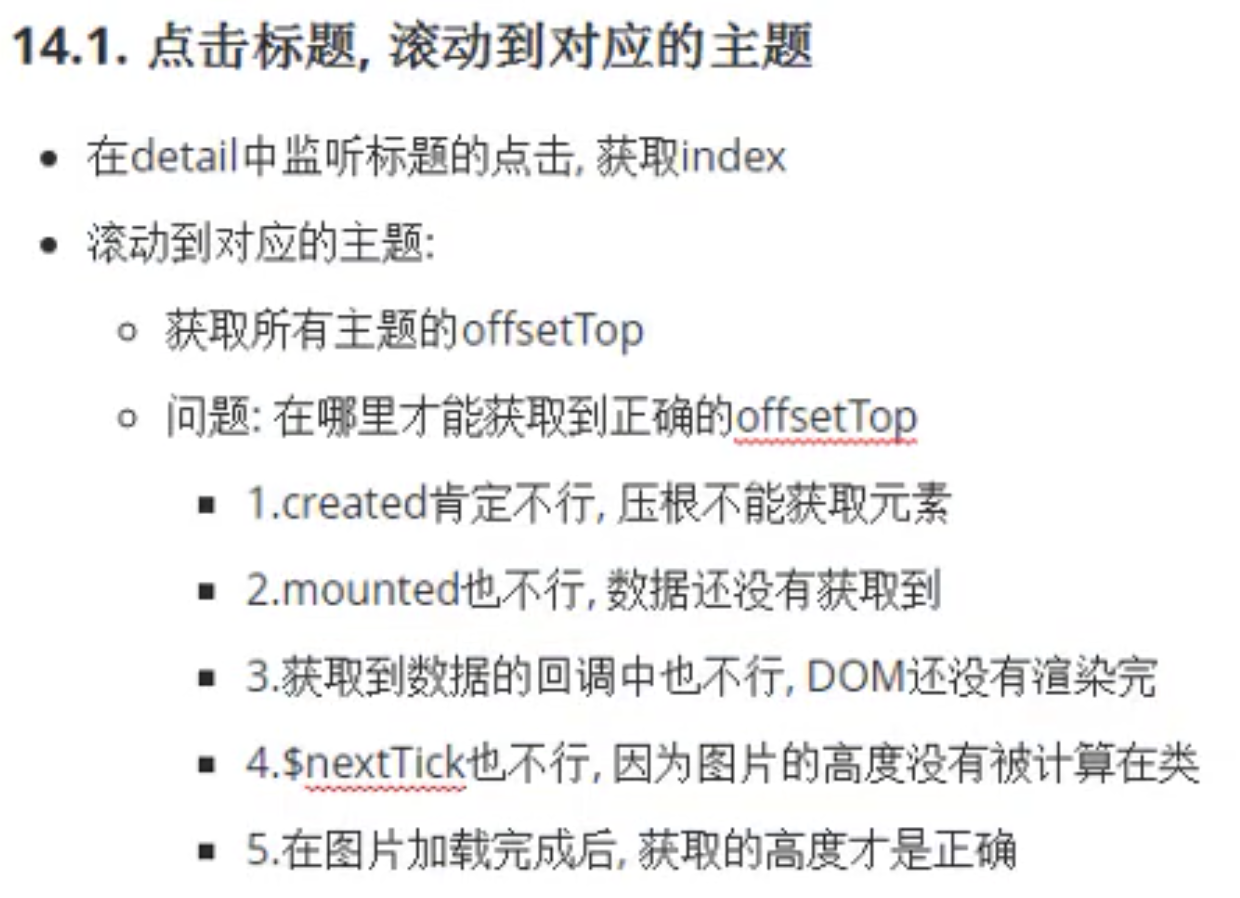 14.1. 点击标题, 滚动到对应的主题
在detail中监听标题的点击, 获取index
滚动到对应的主题:
获取所有主题的offsetTop
问题: 在哪里才能获取到正确的offsetTop
1.created肯定不行, 压根不能获取元素
2.mounted也不行, 数据还没有获取到
3.获取到数据的回调中也不行, DOM还没有渲染完
4.$nextTick也不行, 因为图片的高度没有被计算在类
5.在图片加载完成后, 获取的高度才是正确